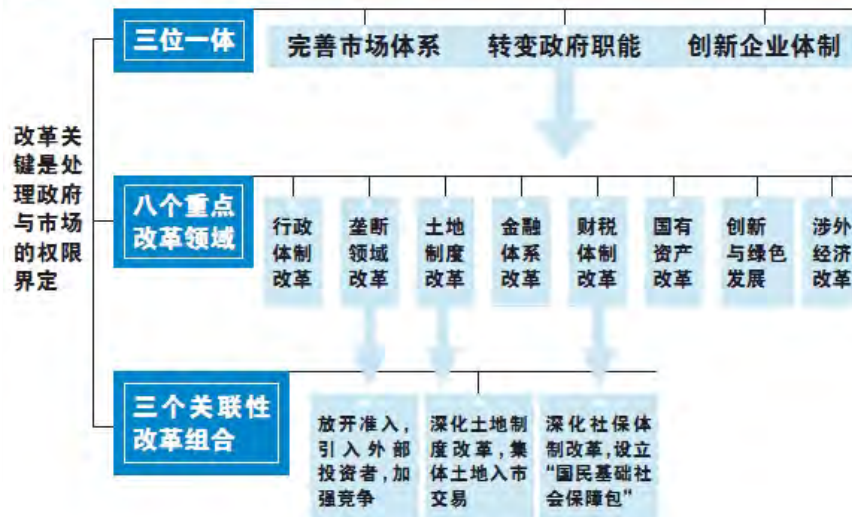 三位一体
完善市场体系
转变政府职能
创新企业体制
改革关
键是处
理政府
与市场
的权限
界定
八个重点
改革领域
行政
体制
改革
垄断
领域
改革
土地
制度
改革
金融
体系
改革
财税
体制
改革
国有
资产
改革
创新
与绿色
发展
涉外
经济
改革
三个关联性
改革组合
放开准入，
引入外部
投资者，加
强竞争
深化土地制
度改革，集
体土地入市
交易
深化社保体
制改革，设立
“国民基础社
会保障包”